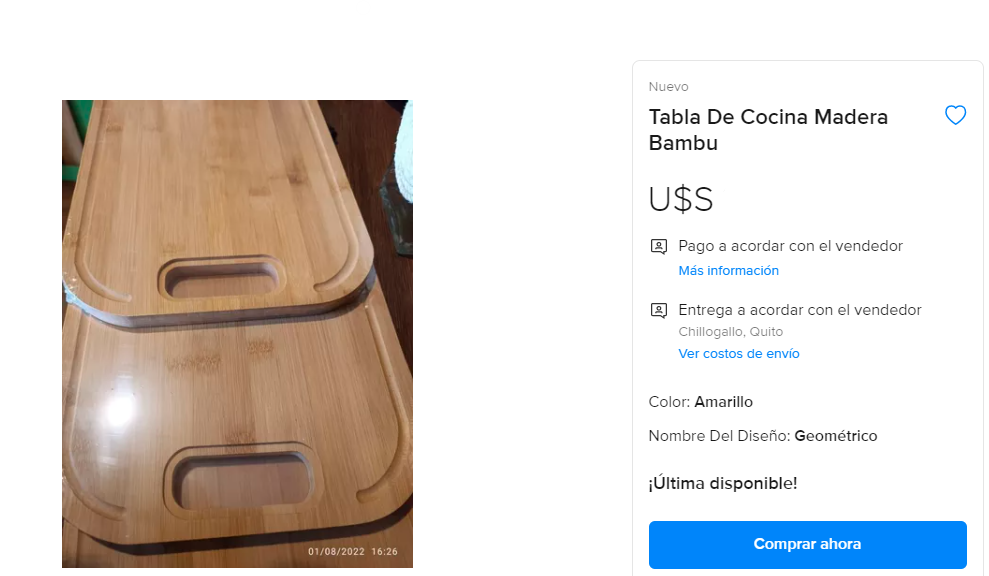 Nuevo
Tabla De Cocina Madera
Bambu
U$S
Pago a acordar con el vendedor
Más información
Entrega a acordar con el vendedor
Chillogallo, Quito
Ver costos de envío
Color: Amarillo
Nombre Del Diseño: Geométrico
¡Última disponible!
Comprar ahora
01/08/2022 16:26